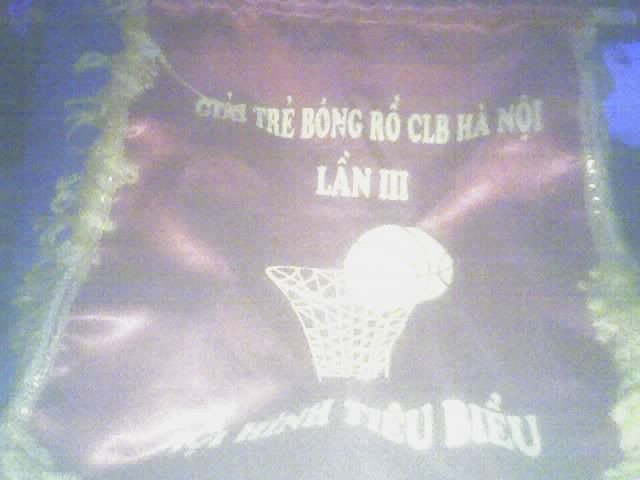 GIẢI TRẺ BÓNG RỔ CLB HÀ NỘI
LẦN III
HÌNH TIÊU BIỂU